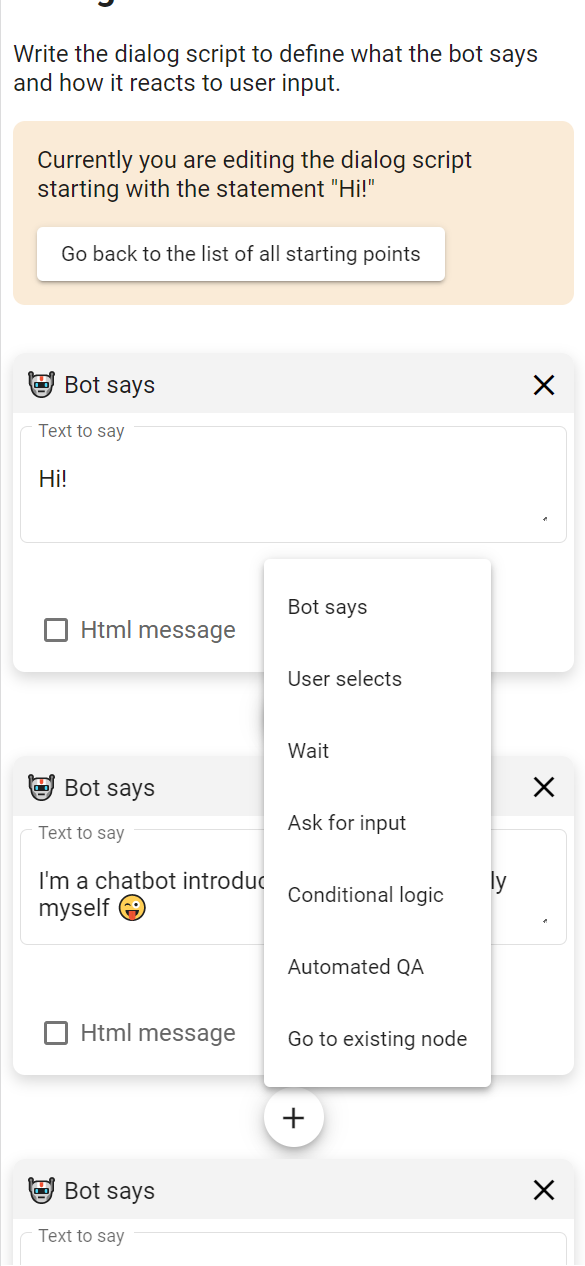 Write the dialog script to define what the bot says
and how it reacts to user input.
Currently you are editing the dialog script
starting with the statement "Hi!"
Go back to the list of all starting points
Bot says
Text to say
Hi!
Html message
Bot says
User selects
Wait
Ask for input
Conditional logic
Automated QA
Go to existing node
Bot says
Text to say
I'm a chatbot
myself 😜
Html message
+
Bot says
Text to say